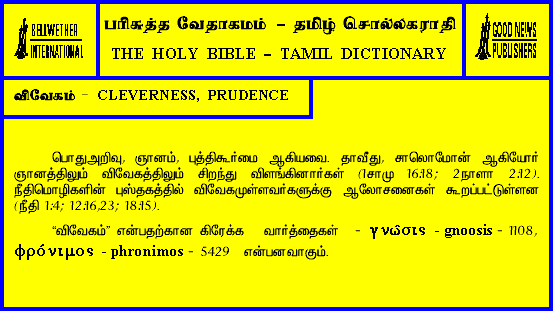 BELLWETHER
INTERNATIONAL
பரிசுத்த வேதாகமம் – தமிழ் சொல்லகராதி
THE HOLY BIBLE – TAMIL DICTIONARY
GOOD NEWS
PUBLISHERS
விவேகம் – CLEVERNESS, PRUDENCE
பொதுஅறிவு, ஞானம், புத்திகூர்மை ஆகியவை. தாவீது, சாலொமோன் ஆகியோர்
ஞானத்திலும் விவேகத்திலும் சிறந்து விளங்கினார்கள் (1சாமு 16:18; 2நாளா 2:12).
நீதிமொழிகளின் புஸ்தகத்தில் விவேகமுள்ளவர்களுக்கு ஆலோசனைகள் கூறப்பட்டுள்ளன
(நீதி 1:4; 12:16,23; 18:15).
“விவேகம்” என்பதற்கான கிரேக்க வார்த்தைகள் - γνῶσις - gnoosis - 1108,
φρόνιμος - phronimos - 5429 என்பனவாகும்.